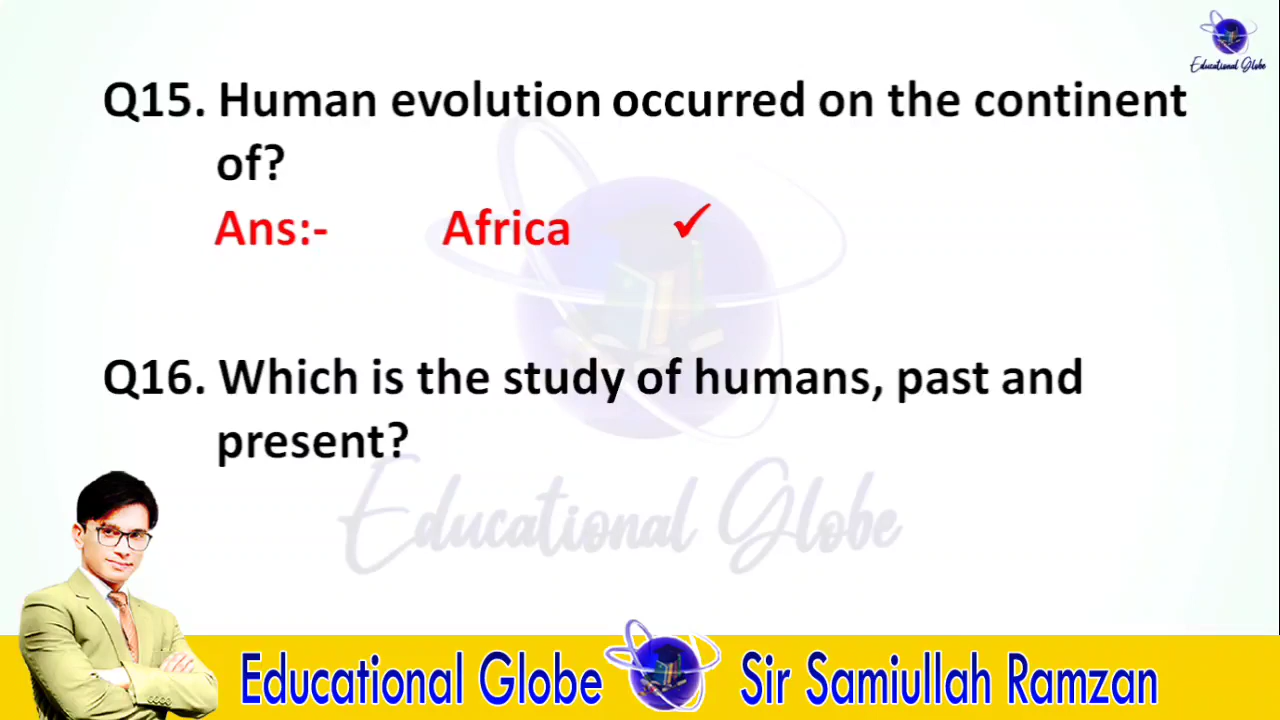 Educational Globe
Q15. Human evolution occurred on the continent
of?
Ans:- Africa ✓
Q16. Which is the study of humans, past and
present?
Educational Globe
Educational Globe Sir Samiullah Ramzan